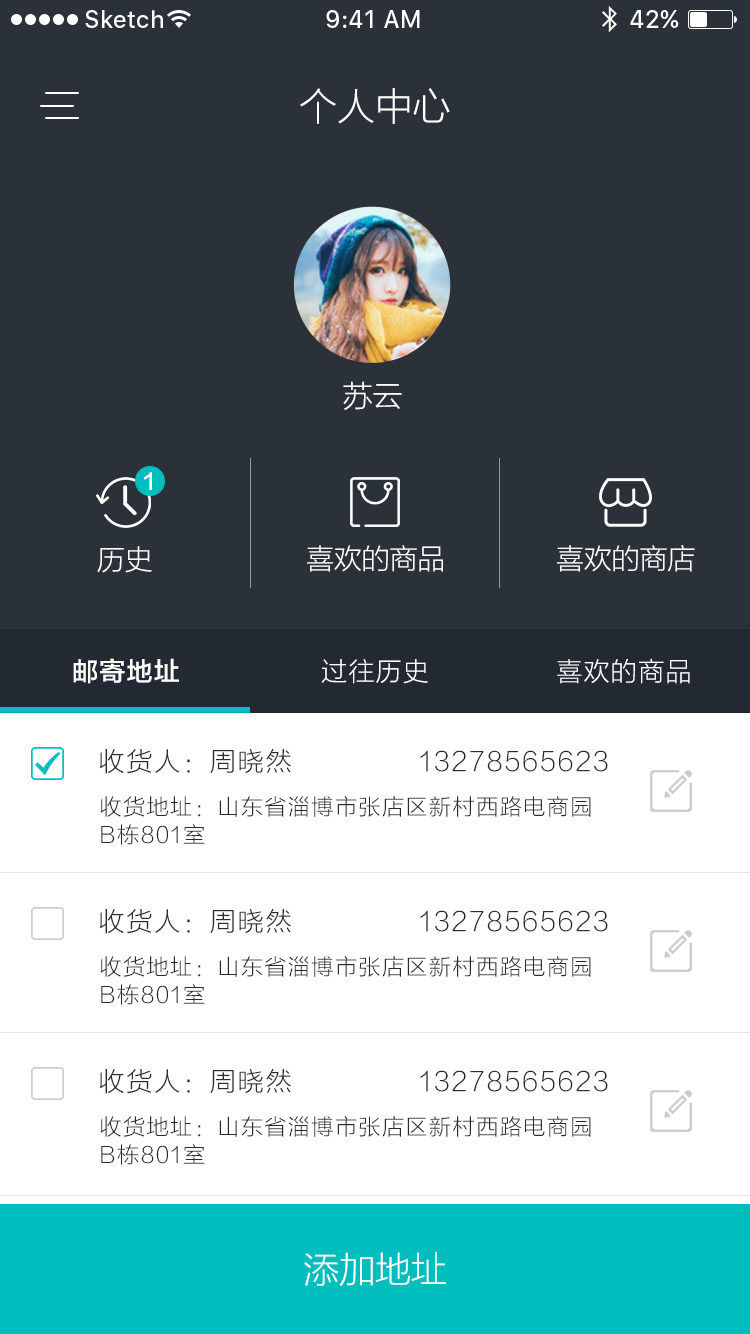 Sketch 9:41 AM 42%
个人中心
苏云
1
历史 喜欢的商品 喜欢的商店
邮寄地址 过往历史 喜欢的商品
收货人：周晓然 13278565623
收货地址：山东省淄博市张店区新村西路电商园
B栋801室
收货人：周晓然 13278565623
收货地址：山东省淄博市张店区新村西路电商园
B栋801室
收货人：周晓然 13278565623
收货地址：山东省淄博市张店区新村西路电商园
B栋801室
添加地址